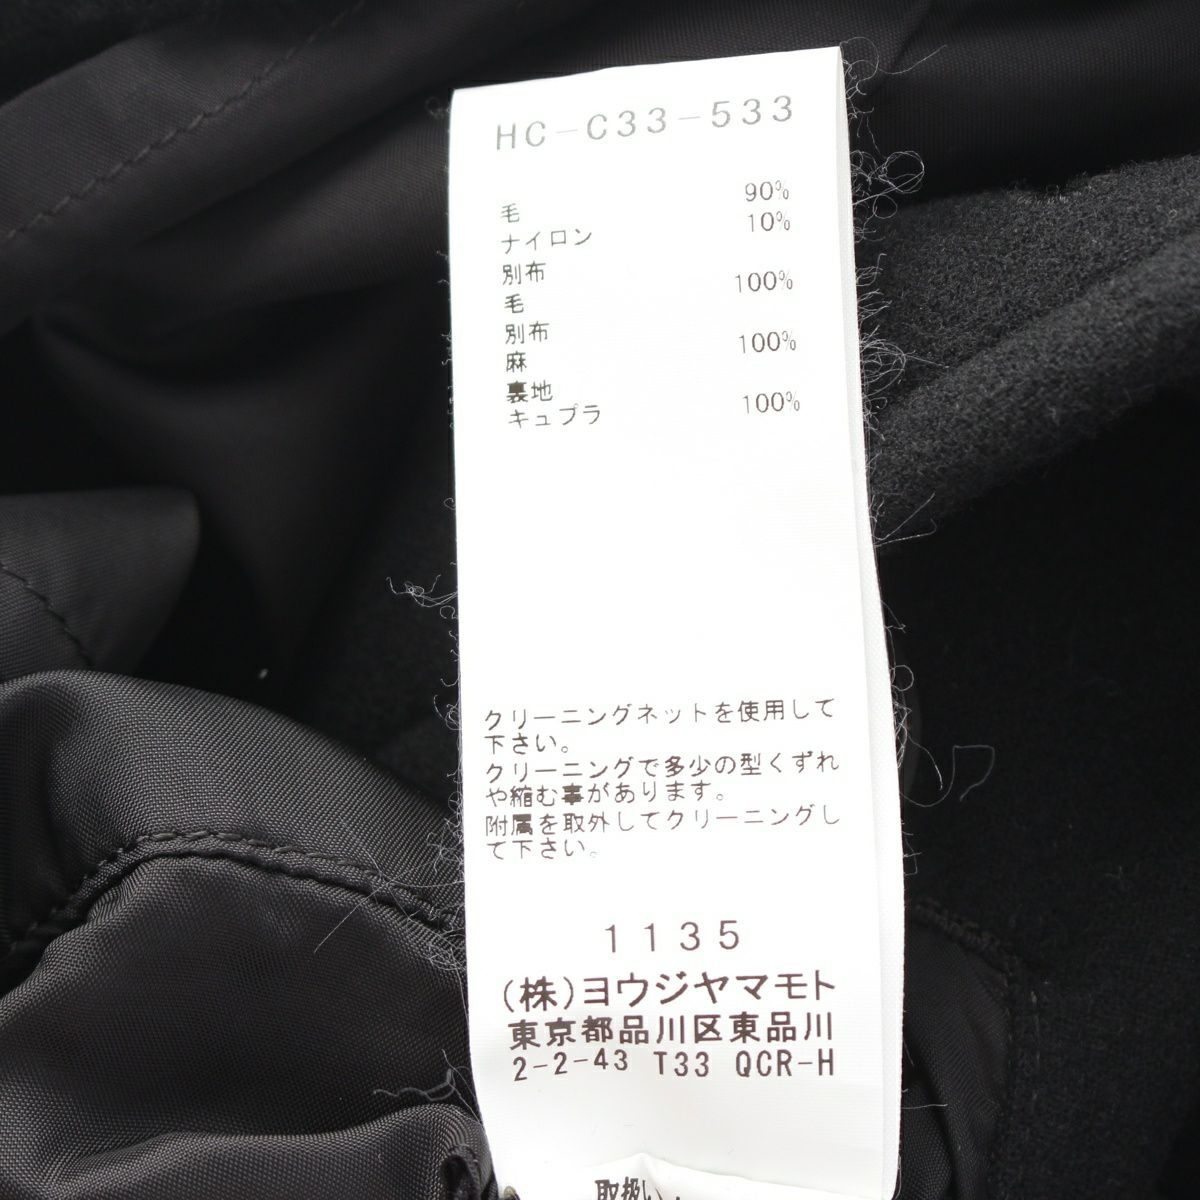 HC-C33-533
毛 90%
ナイロン 10%
別布
毛 100%
別布
麻 100%
裏地
キュプラ 100%
クリーニングネットを使用して
下さい。
クリーニングで多少の型くずれ
や縮む事があります。
附属を取外してクリーニングし
て下さい。
1135
(株)ヨウジヤマモト
東京都品川区東品川
2-2-43 T33 QCR-H
取扱い